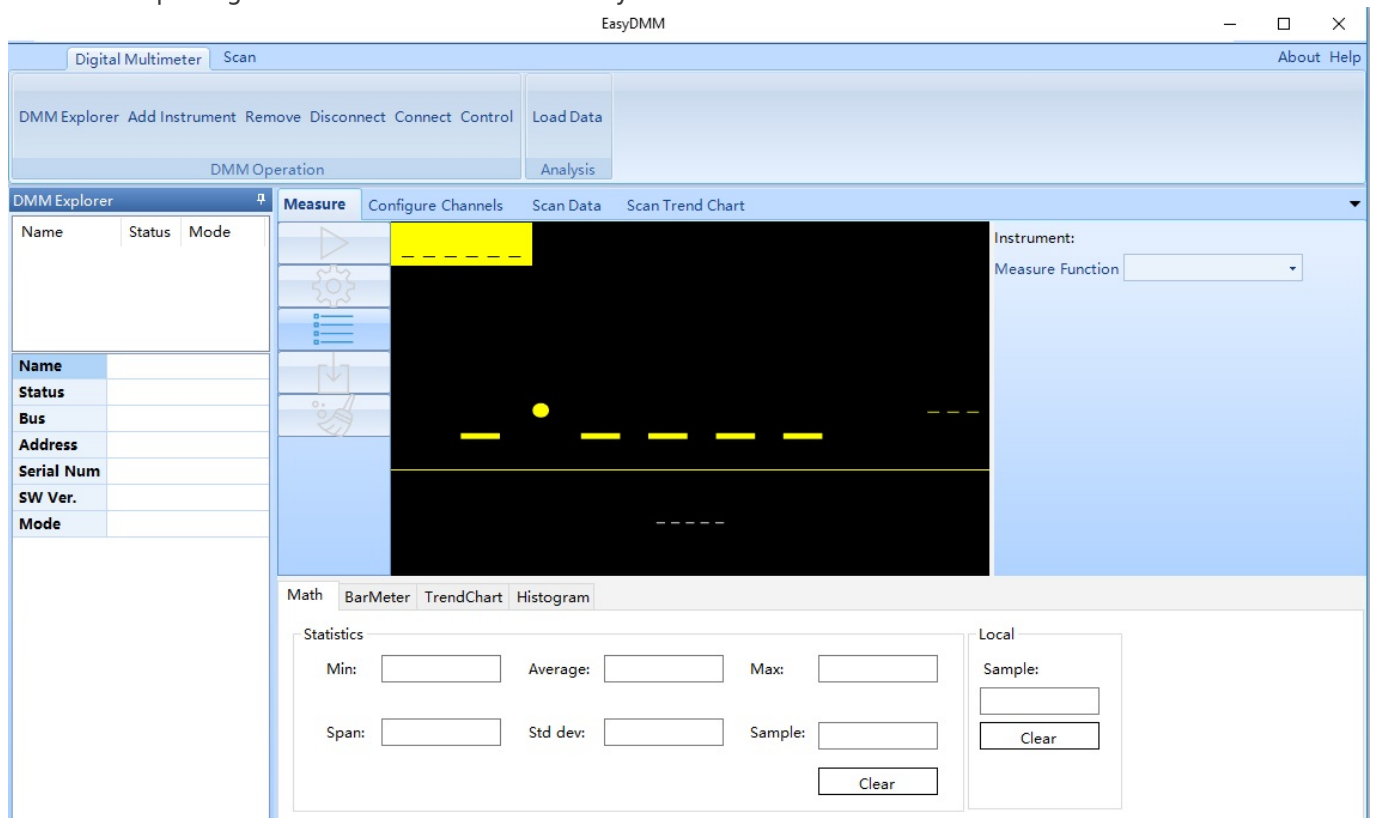 EasyDMM
Digital Multimeter Scan About Help
DMM Explorer Add Instrument Remove Disconnect Connect Control Load Data
DMM Operation Analysis
DMM Explorer
Measure Configure Channels Scan Data Scan Trend Chart
Name Status Mode
Instrument:
Measure Function
Name
Status
Bus
Address
Serial Num
SW Ver.
Mode
Math BarMeter TrendChart Histogram
Statistics Local
Min: Average: Max: Sample:
Span: Std dev: Sample: Clear
Clear